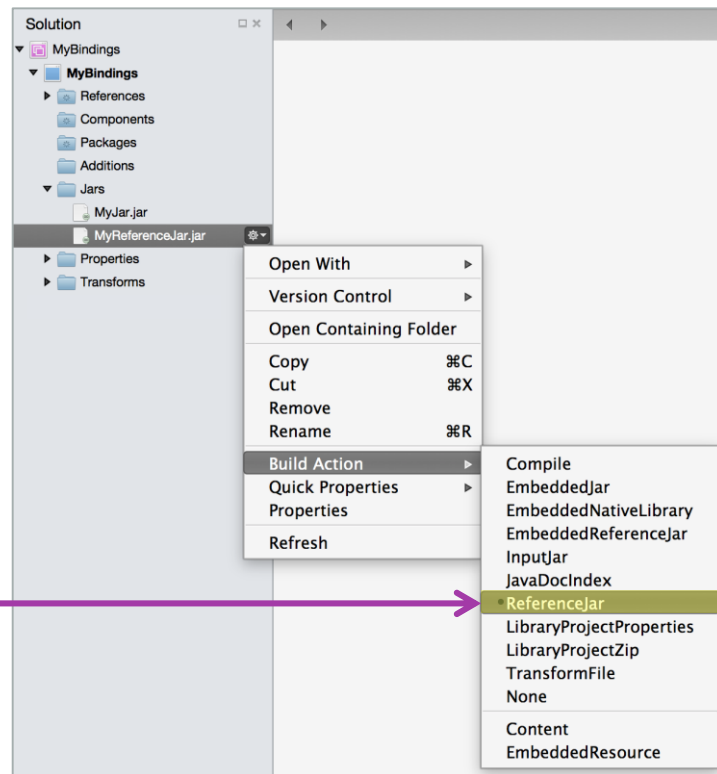 Solution
MyBindings
MyBindings
References
Components
Packages
Additions
Jars
MyJar.jar
MyReferenceJar.jar
Properties
Transforms
Open With
Version Control
Open Containing Folder
Copy ⌘C
Cut ⌘X
Remove
Rename ⌘R
Build Action
Quick Properties
Properties
Refresh
Compile
EmbeddedJar
EmbeddedNativeLibrary
EmbeddedReferenceJar
InputJar
JavaDocIndex
ReferenceJar
LibraryProjectProperties
LibraryProjectZip
TransformFile
None
Content
EmbeddedResource